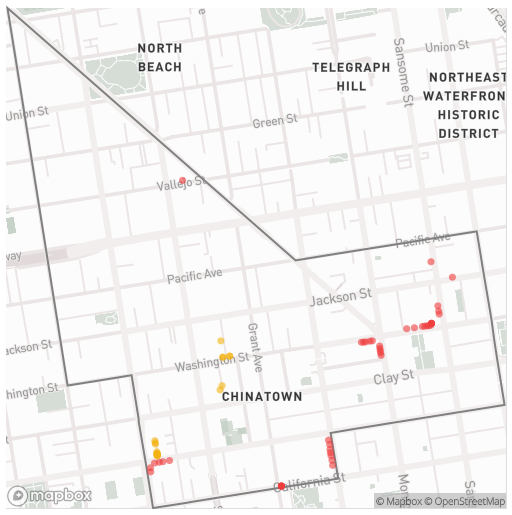 NORTH
BEACH
TELEGRAPH
HILL
Union St
Sansome St
NORTHEAST
WATERFRON
HISTORIC
DISTRICT
Union St
Green St
Vallejo St
Pacific Ave
way
Pacific Ave
Jackson St
Grant Ave
ackson St
Washington St
Clay St
hington St
CHINATOWN
California St
Mon
Sa
mapbox
© Mapbox © OpenStreetMap